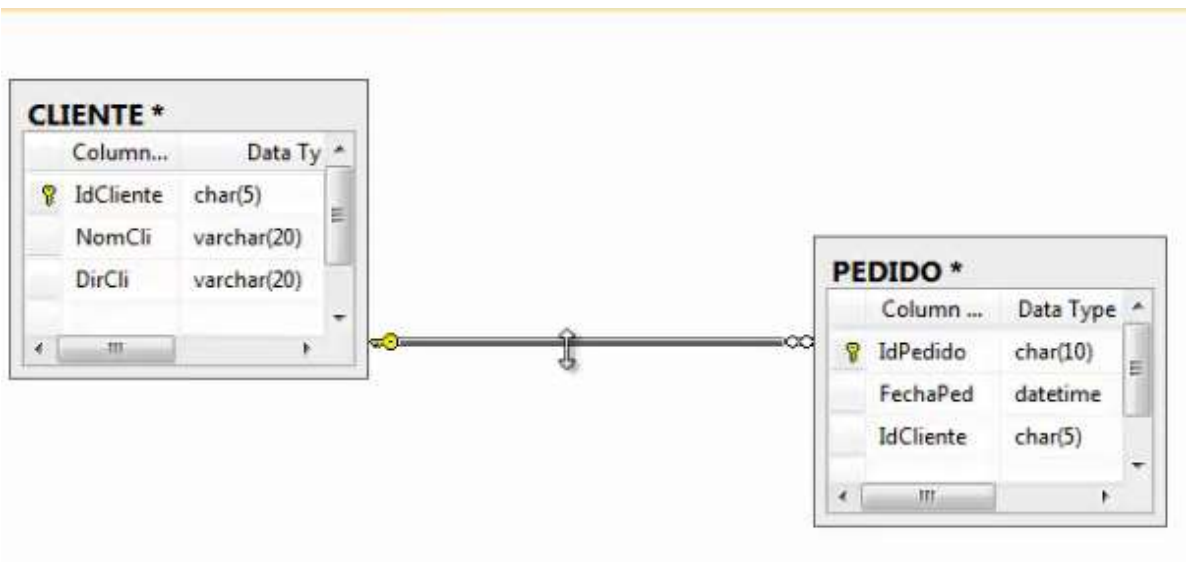 CLIENTE *
Column... Data Ty
IdCliente char(5)
NomCli varchar(20)
DirCli varchar(20)
PEDIDO *
Column ... Data Type
IdPedido char(10)
FechaPed datetime
IdCliente char(5)